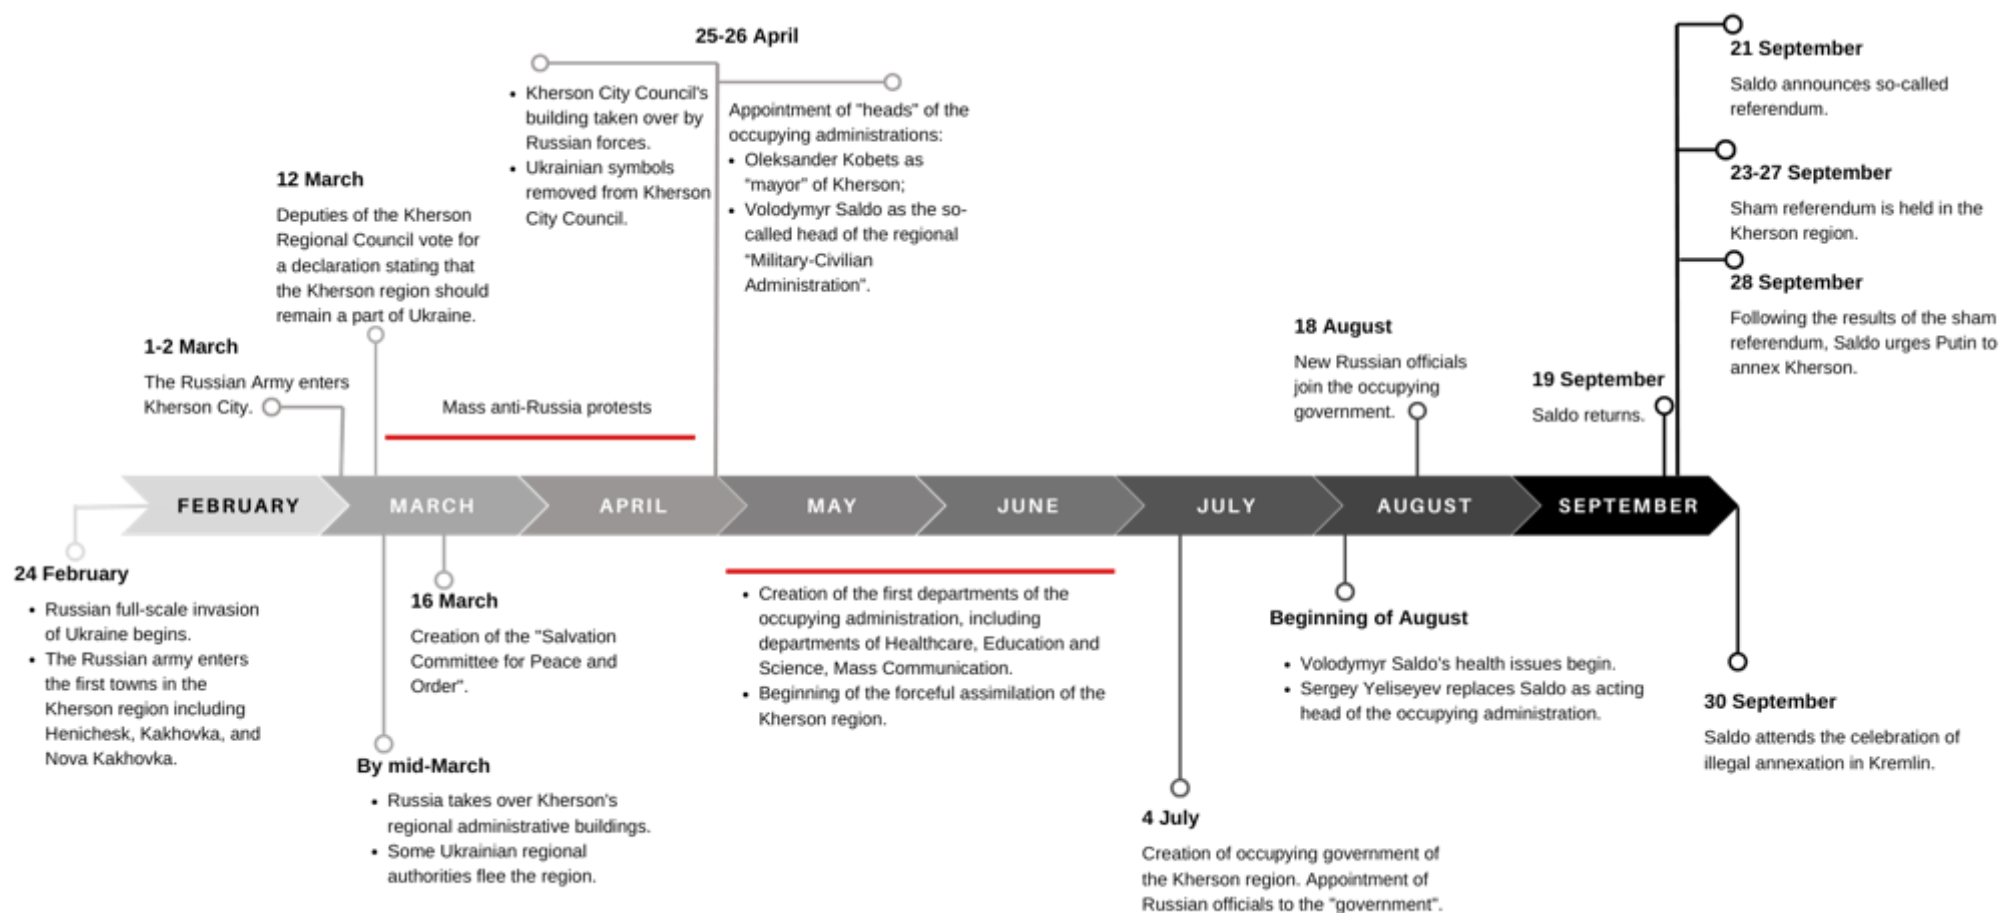 25-26 April
• Kherson City Council's
building taken over by
Russian forces.
• Ukrainian symbols
removed from Kherson
City Council.
Appointment of "heads" of the
occupying administrations:
• Oleksander Kobets as
“mayor” of Kherson;
• Volodymyr Saldo as the so-
called head of the regional
“Military-Civilian
Administration”.
12 March
Deputies of the Kherson
Regional Council vote for
a declaration stating that
the Kherson region should
remain a part of Ukraine.
1-2 March
The Russian Army enters
Kherson City.
Mass anti-Russia protests
18 August
New Russian officials
join the occupying
government.
19 September
Saldo returns.
21 September
Saldo announces so-called
referendum.
23-27 September
Sham referendum is held in the
Kherson region.
28 September
Following the results of the sham
referendum, Saldo urges Putin to
annex Kherson.
FEBRUARY
MARCH
APRIL
MAY
JUNE
JULY
AUGUST
SEPTEMBER
24 February
• Russian full-scale invasion
of Ukraine begins.
• The Russian army enters
the first towns in the
Kherson region including
Henichesk, Kakhovka, and
Nova Kakhovka.
16 March
Creation of the "Salvation
Committee for Peace and
Order".
By mid-March
• Russia takes over Kherson's
regional administrative buildings.
• Some Ukrainian regional
authorities flee the region.
• Creation of the first departments of the
occupying administration, including
departments of Healthcare, Education and
Science, Mass Communication.
• Beginning of the forceful assimilation of the
Kherson region.
4 July
Creation of occupying government of
the Kherson region. Appointment of
Russian officials to the "government".
Beginning of August
• Volodymyr Saldo's health issues begin.
• Sergey Yeliseyev replaces Saldo as acting
head of the occupying administration.
30 September
Saldo attends the celebration of
illegal annexation in Kremlin.